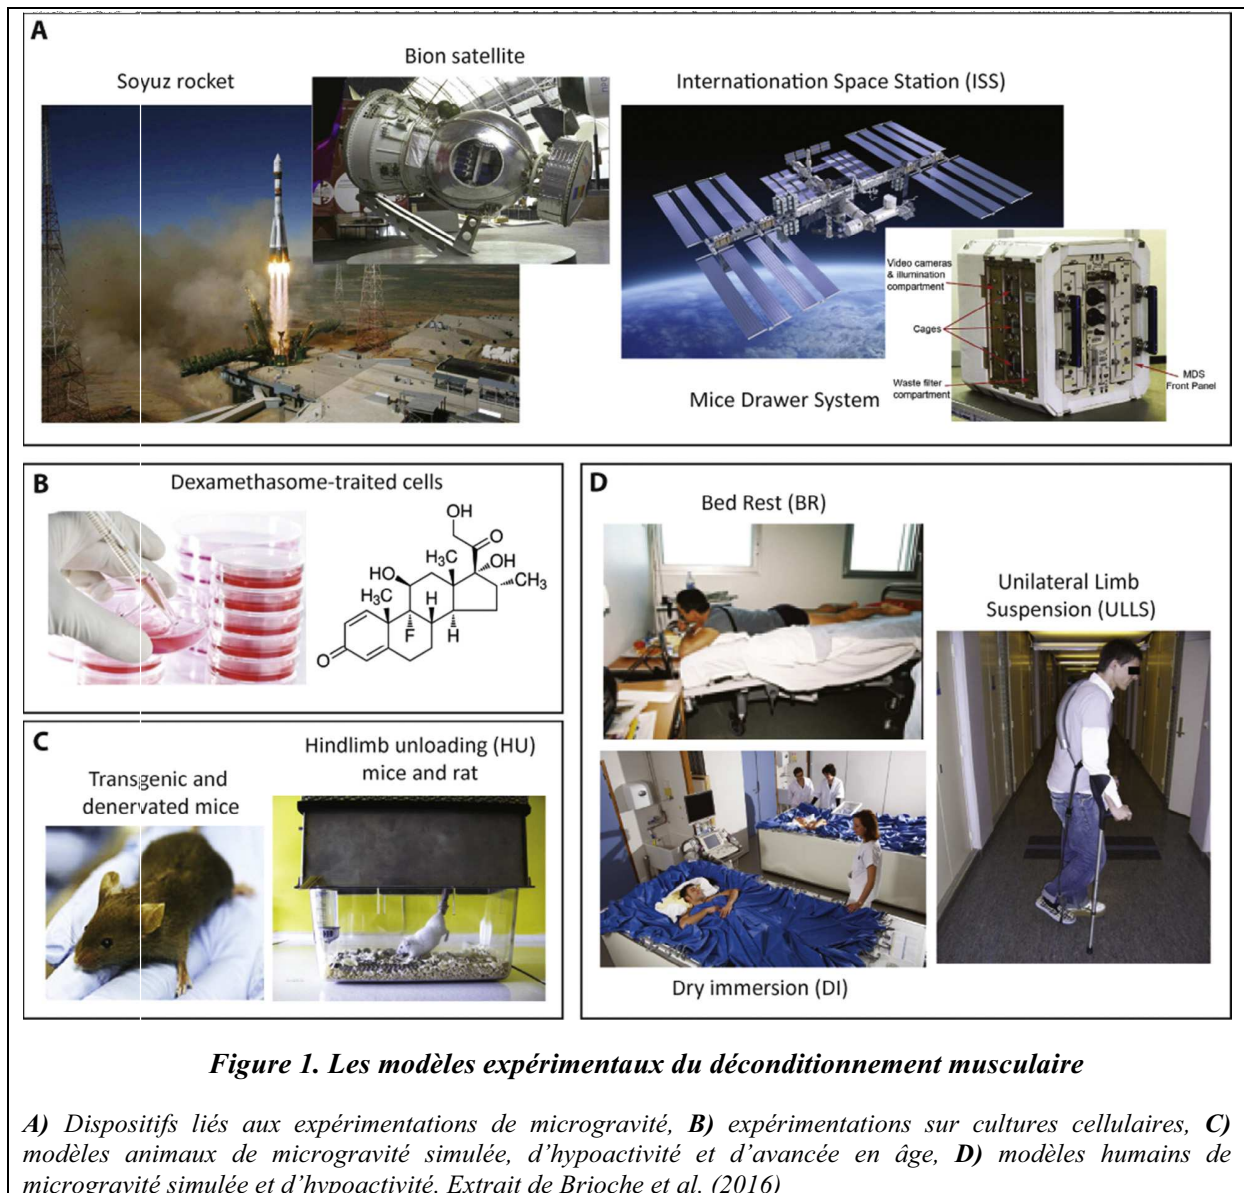 A
Soyuz rocket
Bion satellite
Internationation Space Station (ISS)
Video cameras
& illumination
compartment
Cages
Waste filter
compartment
MDS
Front Panel
Mice Drawer System
B
Dexamethasome-traited cells
OH
O
H₃C
OH
HO
CH₃
H₃C
H
F
H
O
C
Transgenic and
denervated mice
Hindlimb unloading (HU)
mice and rat
D
Bed Rest (BR)
Unilateral Limb
Suspension (ULLS)
Dry immersion (DI)
Figure 1. Les modèles expérimentaux du déconditionnement musculaire
A) Dispositifs liés aux expérimentations de microgravité, B) expérimentations sur cultures cellulaires, C)
modèles animaux de microgravité simulée, d’hypoactivité et d’avancée en âge, D) modèles humains de
microgravité simulée et d’hypoactivité. Extrait de Brioche et al. (2016)